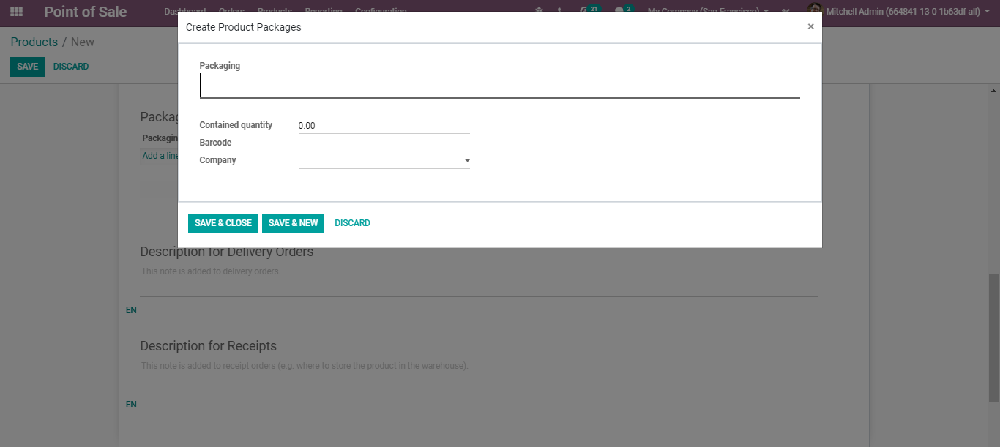 Point of Sale Dashboard Orders Products Reporting Configuration 21 2 My Company (San Francisco) Mitchell Admin (664841-13-0-1b63df-all)
Create Product Packages ×
Products / New
SAVE DISCARD
Packaging
Contained quantity 0.00
Barcode
Company
Add a line
SAVE & CLOSE SAVE & NEW DISCARD
Description for Delivery Orders
This note is added to delivery orders.
EN
Description for Receipts
This note is added to receipt orders (e.g. where to store the product in the warehouse).
EN